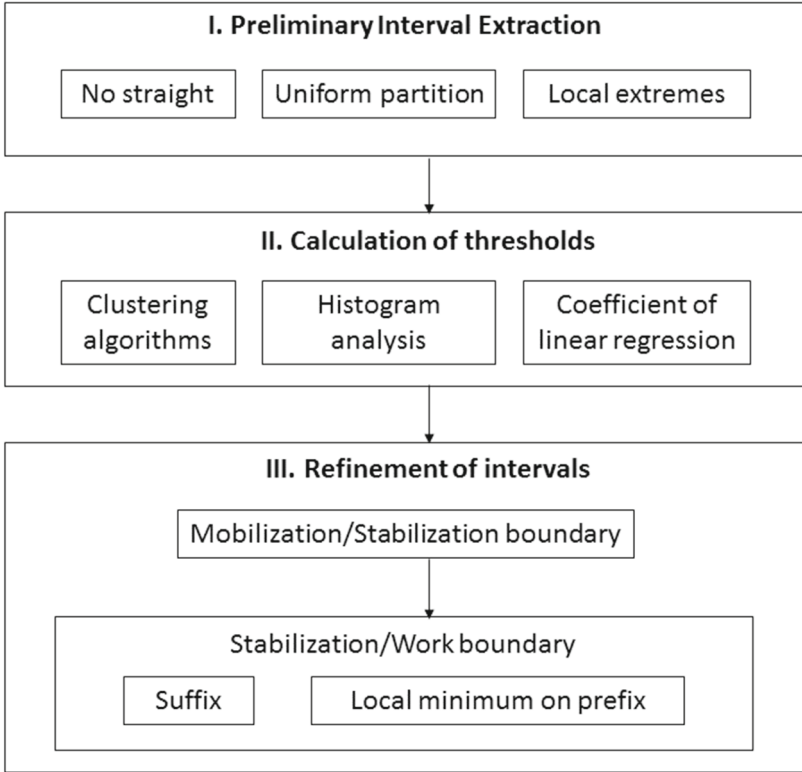 I. Preliminary Interval Extraction
No straight
Uniform partition
Local extremes
II. Calculation of thresholds
Clustering
algorithms
Histogram
analysis
Coefficient of
linear regression
III. Refinement of intervals
Mobilization/Stabilization boundary
Stabilization/Work boundary
Suffix
Local minimum on prefix